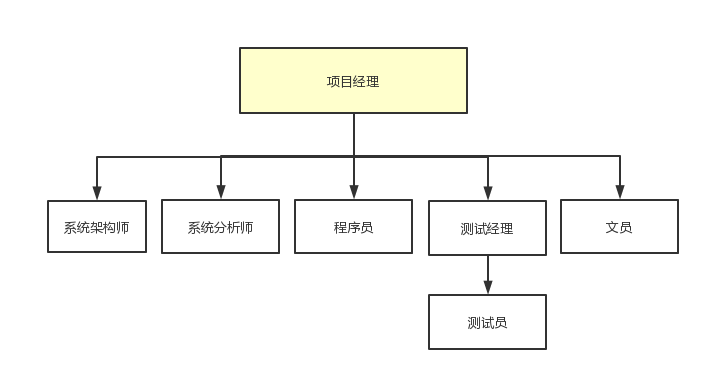 项目经理
系统架构师
系统分析师
程序员
测试经理
文员
测试员